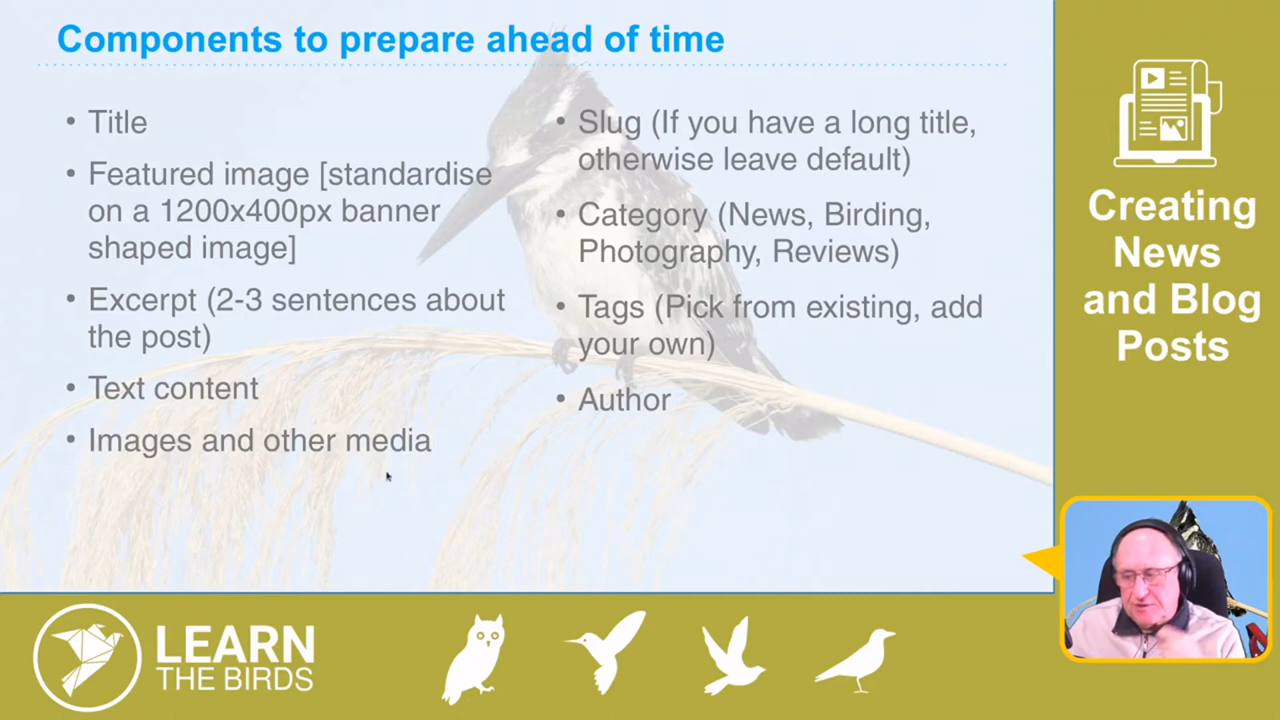 Components to prepare ahead of time
• Title
• Featured image [standardise
on a 1200x400px banner
shaped image]
• Excerpt (2-3 sentences about
the post)
• Text content
• Images and other media
• Slug (If you have a long title,
otherwise leave default)
• Category (News, Birding,
Photography, Reviews)
• Tags (Pick from existing, add
your own)
• Author
Creating
News
and Blog
Posts
LEARN
THE BIRDS